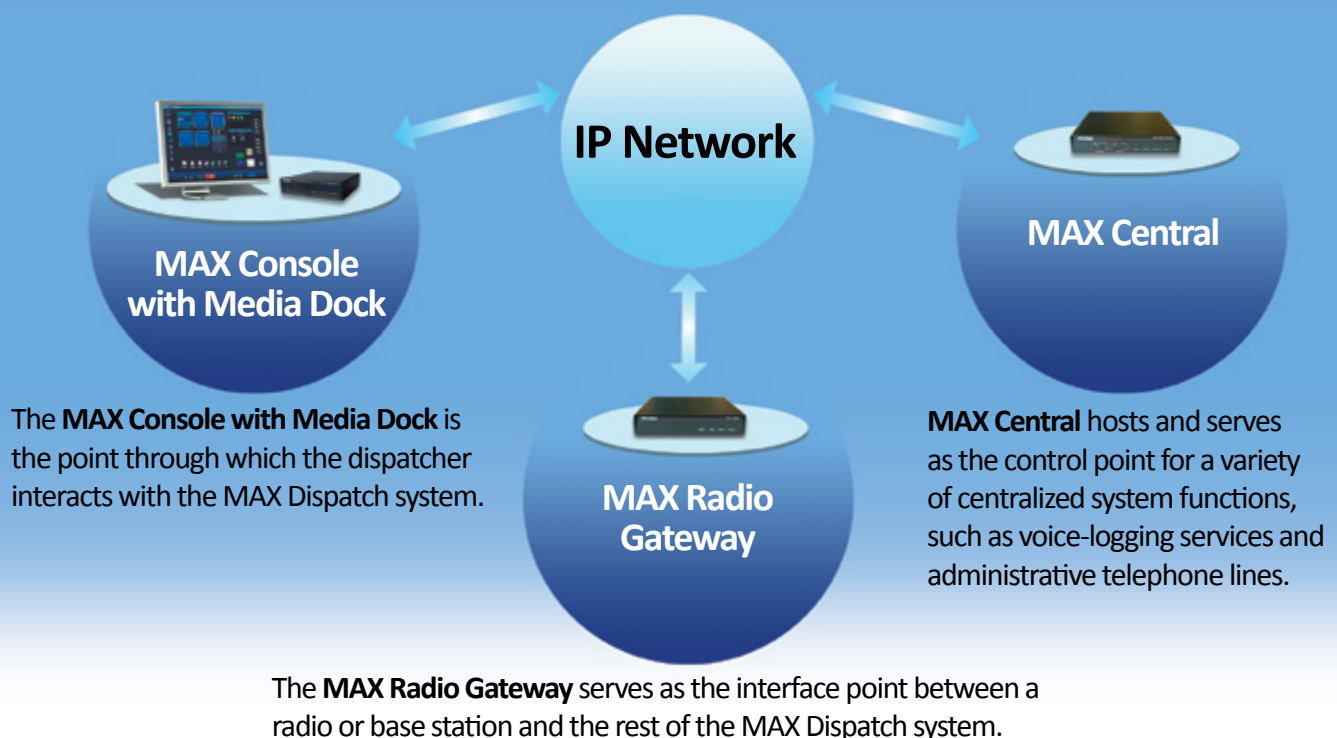 IP Network
MAX Console
with Media Dock
MAX Central
MAX Radio
Gateway
The MAX Console with Media Dock is
the point through which the dispatcher
interacts with the MAX Dispatch system.
MAX Central hosts and serves
as the control point for a variety
of centralized system functions,
such as voice-logging services and
administrative telephone lines.
The MAX Radio Gateway serves as the interface point between a
radio or base station and the rest of the MAX Dispatch system.